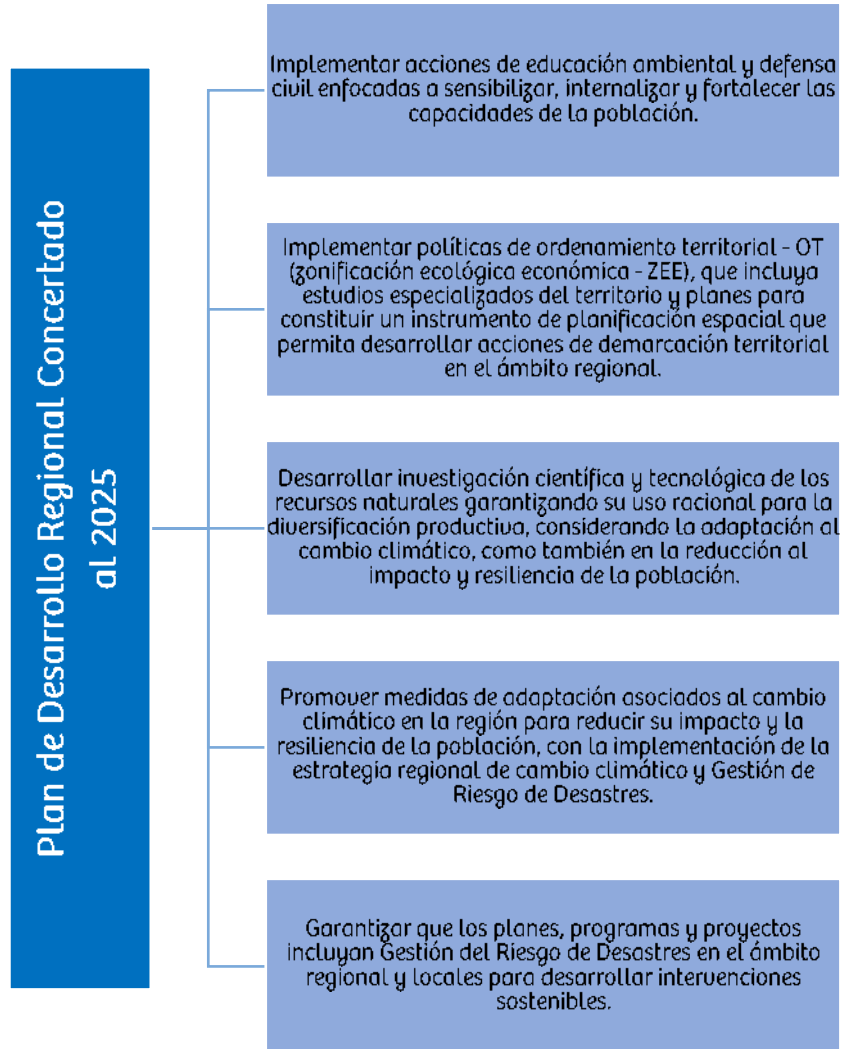 Plan de Desarrollo Regional Concertado
al 2025
Implementar acciones de educación ambiental y defensa
civil enfocadas a sensibilizar, internalizar y fortalecer las
capacidades de la población.
Implementar políticas de ordenamiento territorial - OT
(zonificación ecológica económica - ZEE), que incluya
estudios especializados del territorio y planes para
constituir un instrumento de planificación espacial que
permita desarrollar acciones de demarcación territorial
en el ámbito regional.
Desarrollar investigación científica y tecnológica de los
recursos naturales garantizando su uso racional para la
diversificación productiva, considerando la adaptación al
cambio climático, como también en la reducción al
impacto y resiliencia de la población.
Promover medidas de adaptación asociados al cambio
climático en la región para reducir su impacto y la
resiliencia de la población, con la implementación de la
estrategia regional de cambio climático y Gestión de
Riesgo de Desastres.
Garantizar que los planes, programas y proyectos
incluyan Gestión del Riesgo de Desastres en el ámbito
regional y locales para desarrollar intervenciones
sostenibles.